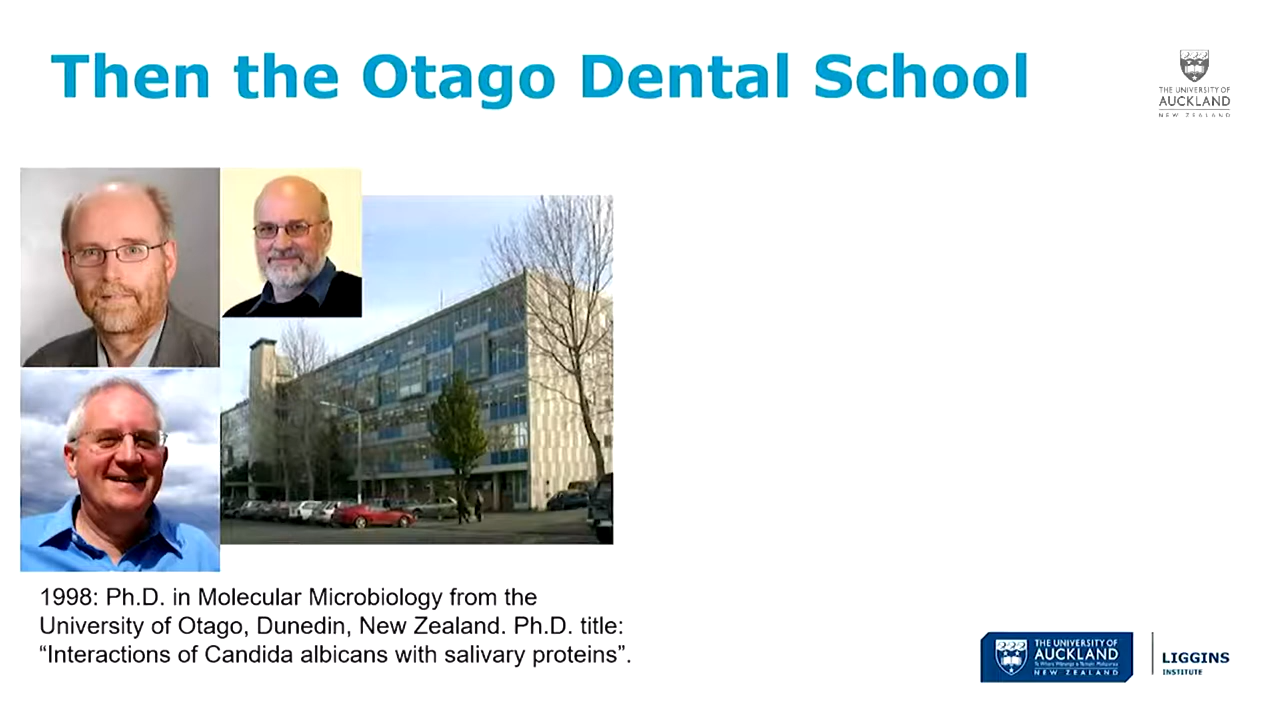 Then the Otago Dental School
THE UNIVERSITY OF
AUCKLAND
NEW ZEALAND
1998: Ph.D. in Molecular Microbiology from the
University of Otago, Dunedin, New Zealand. Ph.D. title:
“Interactions of Candida albicans with salivary proteins”.
THE UNIVERSITY OF
AUCKLAND
NEW ZEALAND
LIGGINS
INSTITUTE